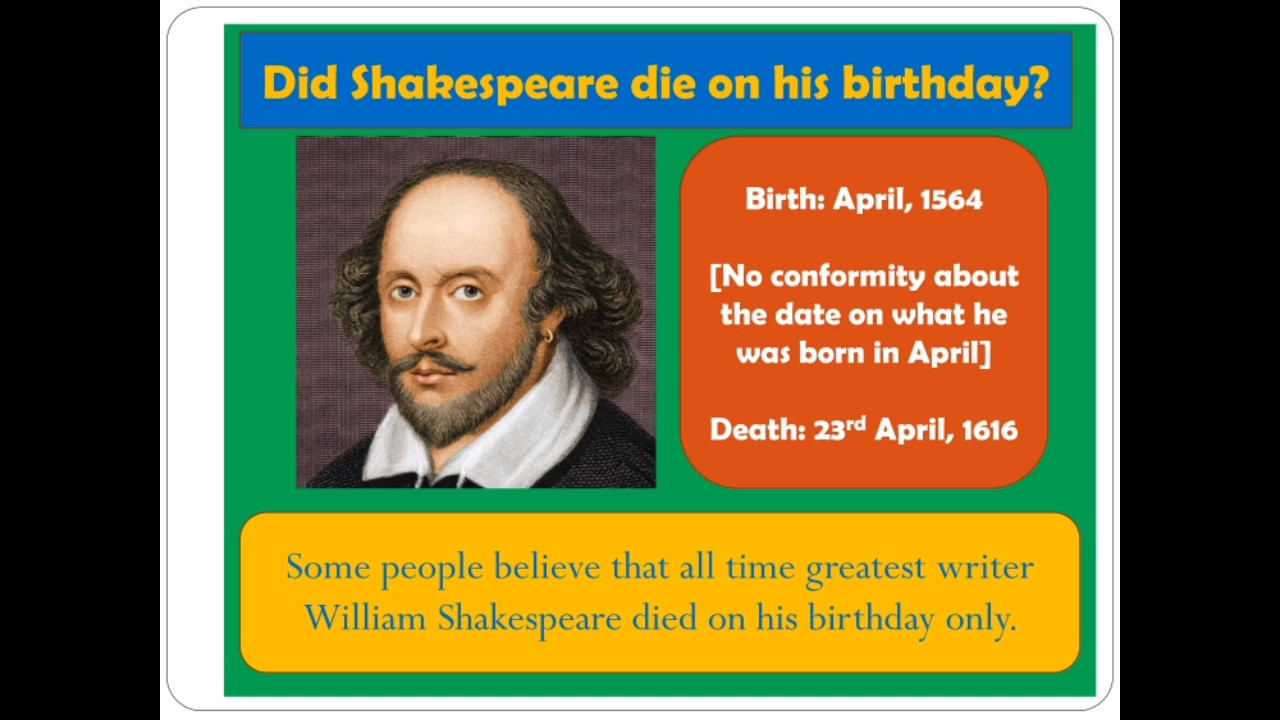 Did Shakespeare die on his birthday?
Birth: April, 1564
[No conformity about
the date on what he
was born in April]
Death: 23rd April, 1616
Some people believe that all time greatest writer
William Shakespeare died on his birthday only.